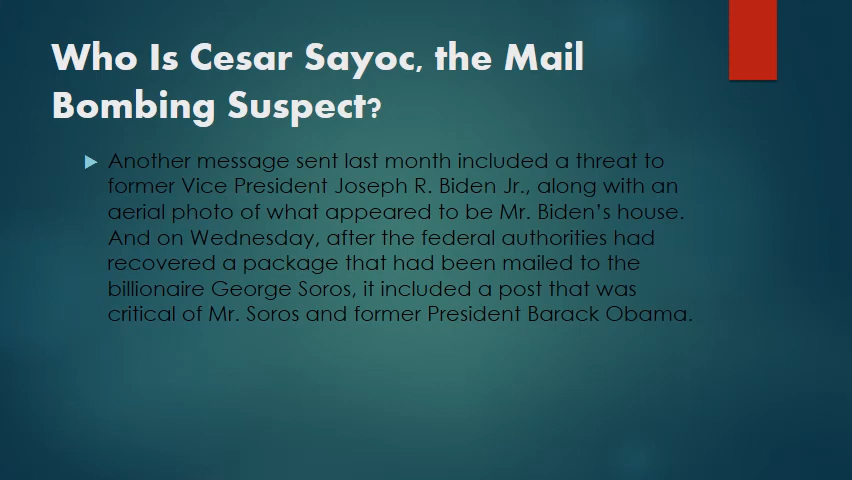 Who Is Cesar Sayoc, the Mail
Bombing Suspect?
Another message sent last month included a threat to
former Vice President Joseph R. Biden Jr., along with an
aerial photo of what appeared to be Mr. Biden’s house.
And on Wednesday, after the federal authorities had
recovered a package that had been mailed to the
billionaire George Soros, it included a post that was
critical of Mr. Soros and former President Barack Obama.